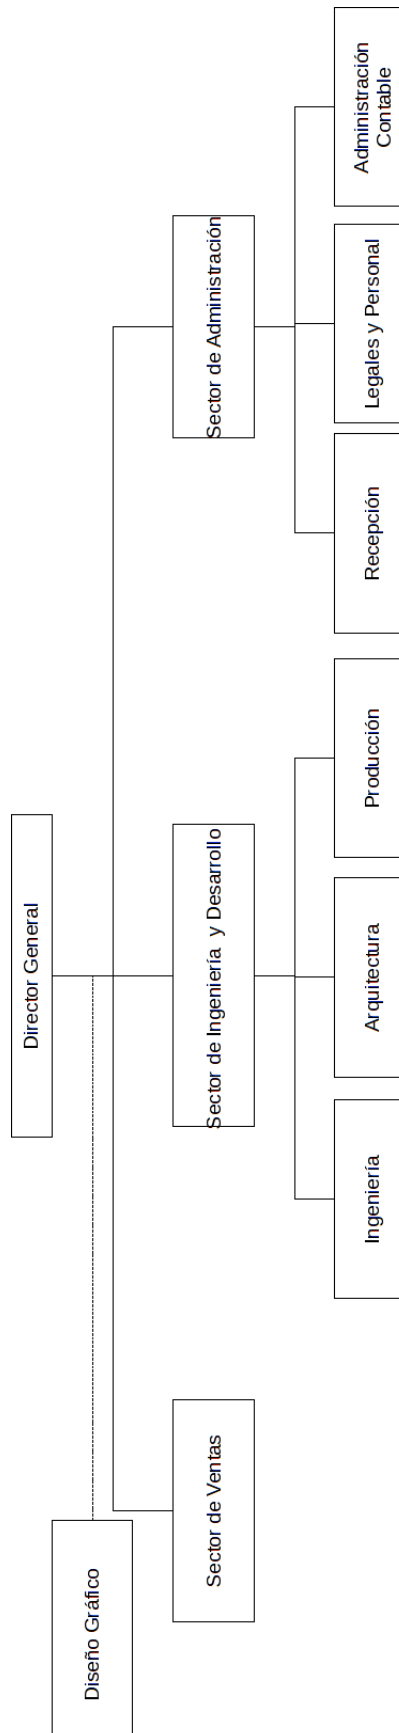 Director General
Diseño Gráfico
Sector de Ventas
Sector de Ingeniería  y Desarrollo
Sector de Administración
Ingeniería
Arquitectura
Producción
Recepción
Legales y Personal
Administración
Contable